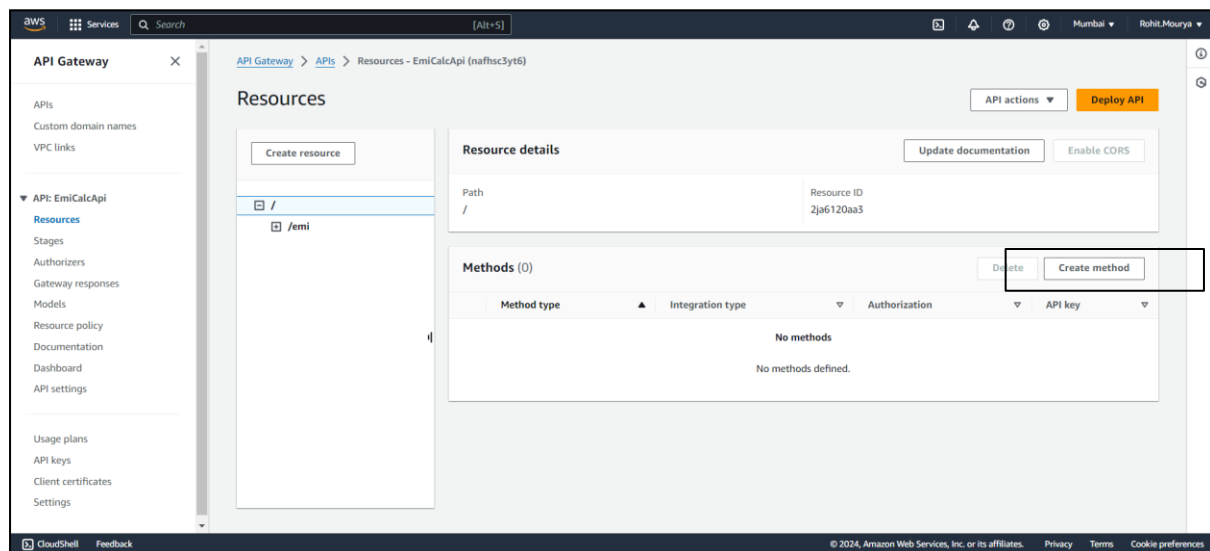 aws Services Search [Alt+S] Mumbai Rohit.Mourya
API Gateway
APIs
Custom domain names
VPC links
API: EmiCalcApi
Resources
Stages
Authorizers
Gateway responses
Models
Resource policy
Documentation
Dashboard
API settings
Usage plans
API keys
Client certificates
Settings
API Gateway > APIs > Resources - EmiCalcApi (nafhsc3yt6)
Resources
API actions Deploy API
Create resource
/
/emi
Resource details
Update documentation Enable CORS
Path
/
Resource ID
2ja6120aa3
Methods (0)
Delete Create method
Method type Integration type Authorization API key
No methods
No methods defined.
CloudShell Feedback © 2024, Amazon Web Services, Inc. or its affiliates. Privacy Terms Cookie preferences